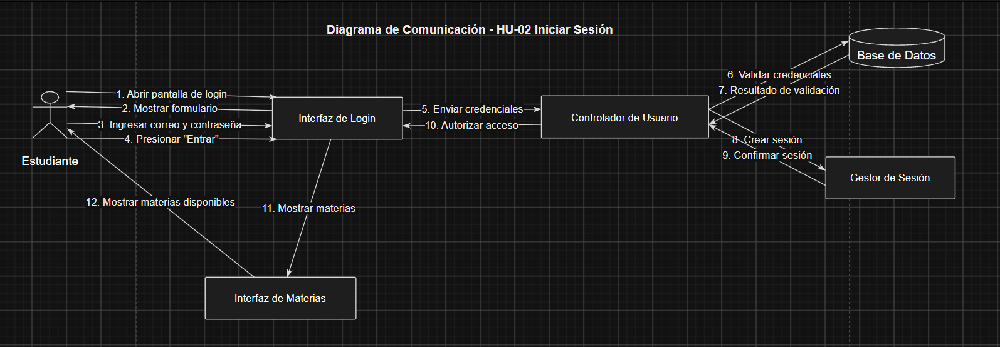 Diagrama de Comunicación - HU-02 Iniciar Sesión
Base de Datos
6. Validar credenciales
7. Resultado de validación
1. Abrir pantalla de login
2. Mostrar formulario
3. Ingresar correo y contraseña
4. Presionar "Entrar"
Estudiante
Interfaz de Login
5. Enviar credenciales
10. Autorizar acceso
Controlador de Usuario
8. Crear sesión
9. Confirmar sesión
Gestor de Sesión
12. Mostrar materias disponibles
11. Mostrar materias
Interfaz de Materias